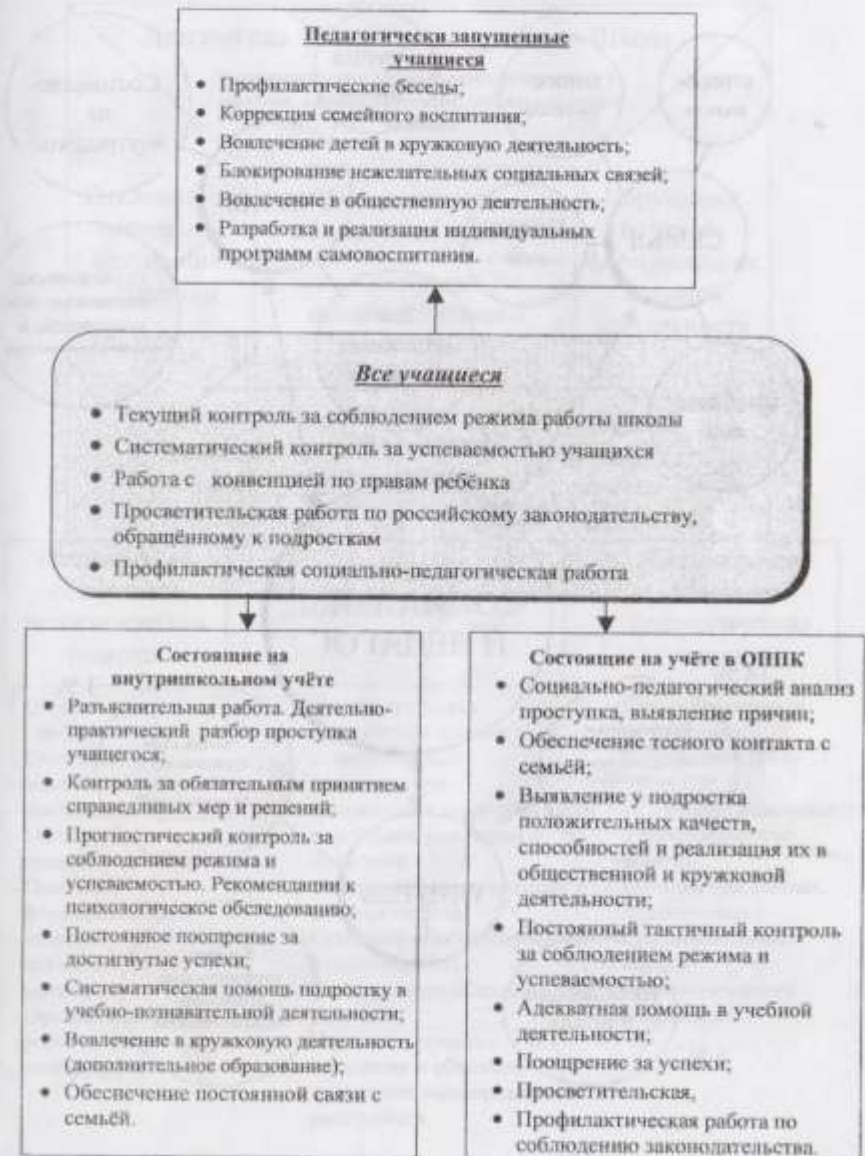 Педагогически запущенные
учащиеся
• Профилактические беседы;
• Коррекция семейного воспитания;
• Вовлечение детей в кружковую деятельность;
• Блокирование нежелательных социальных связей;
• Вовлечение в общественную деятельность;
• Разработка и реализация индивидуальных
программ самовоспитания.
Все учащиеся
• Текущий контроль за соблюдением режима работы школы
• Систематический контроль за успеваемостью учащихся
• Работа с конвенцией по правам ребёнка
• Просветительская работа по российскому законодательству,
обращённому к подросткам
• Профилактическая социально-педагогическая работа
Состоящие на
внутришкольном учёте
• Разъяснительная работа. Деятельно-
практический разбор проступка
учащегося;
• Контроль за обязательным принятием
справедливых мер и решений;
• Прогностический контроль за
соблюдением режима и
успеваемостью. Рекомендации к
психологическое обследованию;
• Постоянное поощрение за
достигнутые успехи;
• Систематическая помощь подростку в
учебно-познавательной деятельности;
• Вовлечение в кружковую деятельность
(дополнительное образование);
• Обеспечение постоянной связи с
семьёй.
Состоящие на учёте в ОППК
• Социально-педагогический анализ
проступка, выявление причин;
• Обеспечение тесного контакта с
семьёй;
• Выявление у подростка
положительных качеств,
способностей и реализация их в
общественной и кружковой
деятельности;
• Постоянный тактичный контроль
за соблюдением режима и
успеваемостью;
• Адекватная помощь в учебной
деятельности;
• Поощрение за успехи;
• Просветительская,
• Профилактическая работа по
соблюдению законодательства.